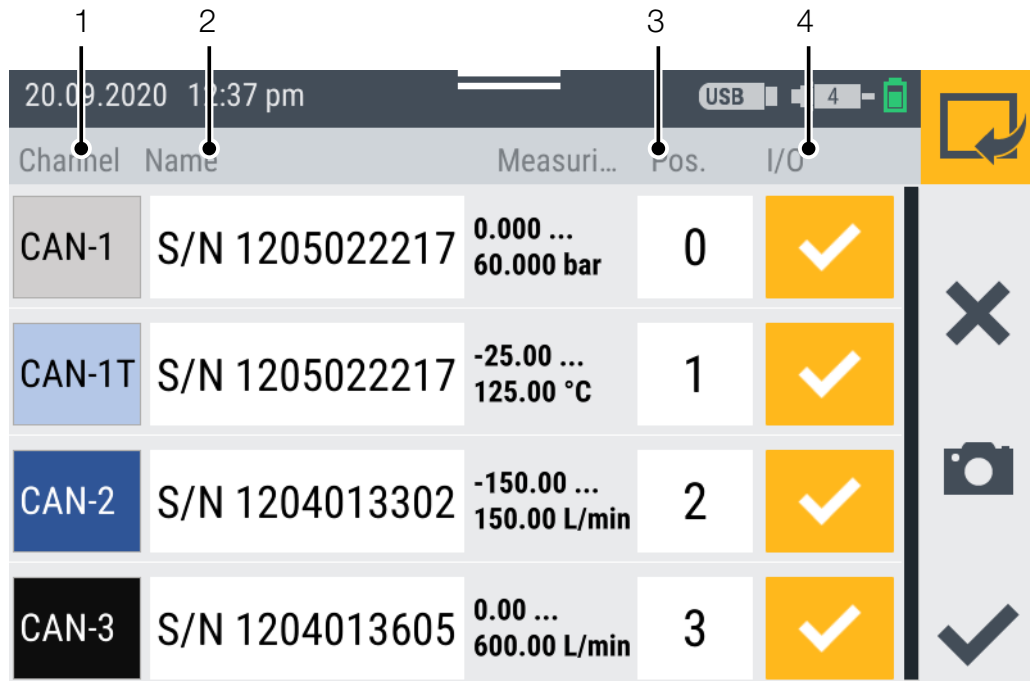 1 2 3 4
20.09.2020 12:37 pm USB 4
Channel Name Measuri... Pos. I/O
CAN-1 S/N 1205022217 0.000 ... 0
60.000 bar
CAN-1T S/N 1205022217 -25.00 ... 1
125.00 °C
CAN-2 S/N 1204013302 -150.00 ... 2
150.00 L/min
CAN-3 S/N 1204013605 0.00 ... 3
600.00 L/min